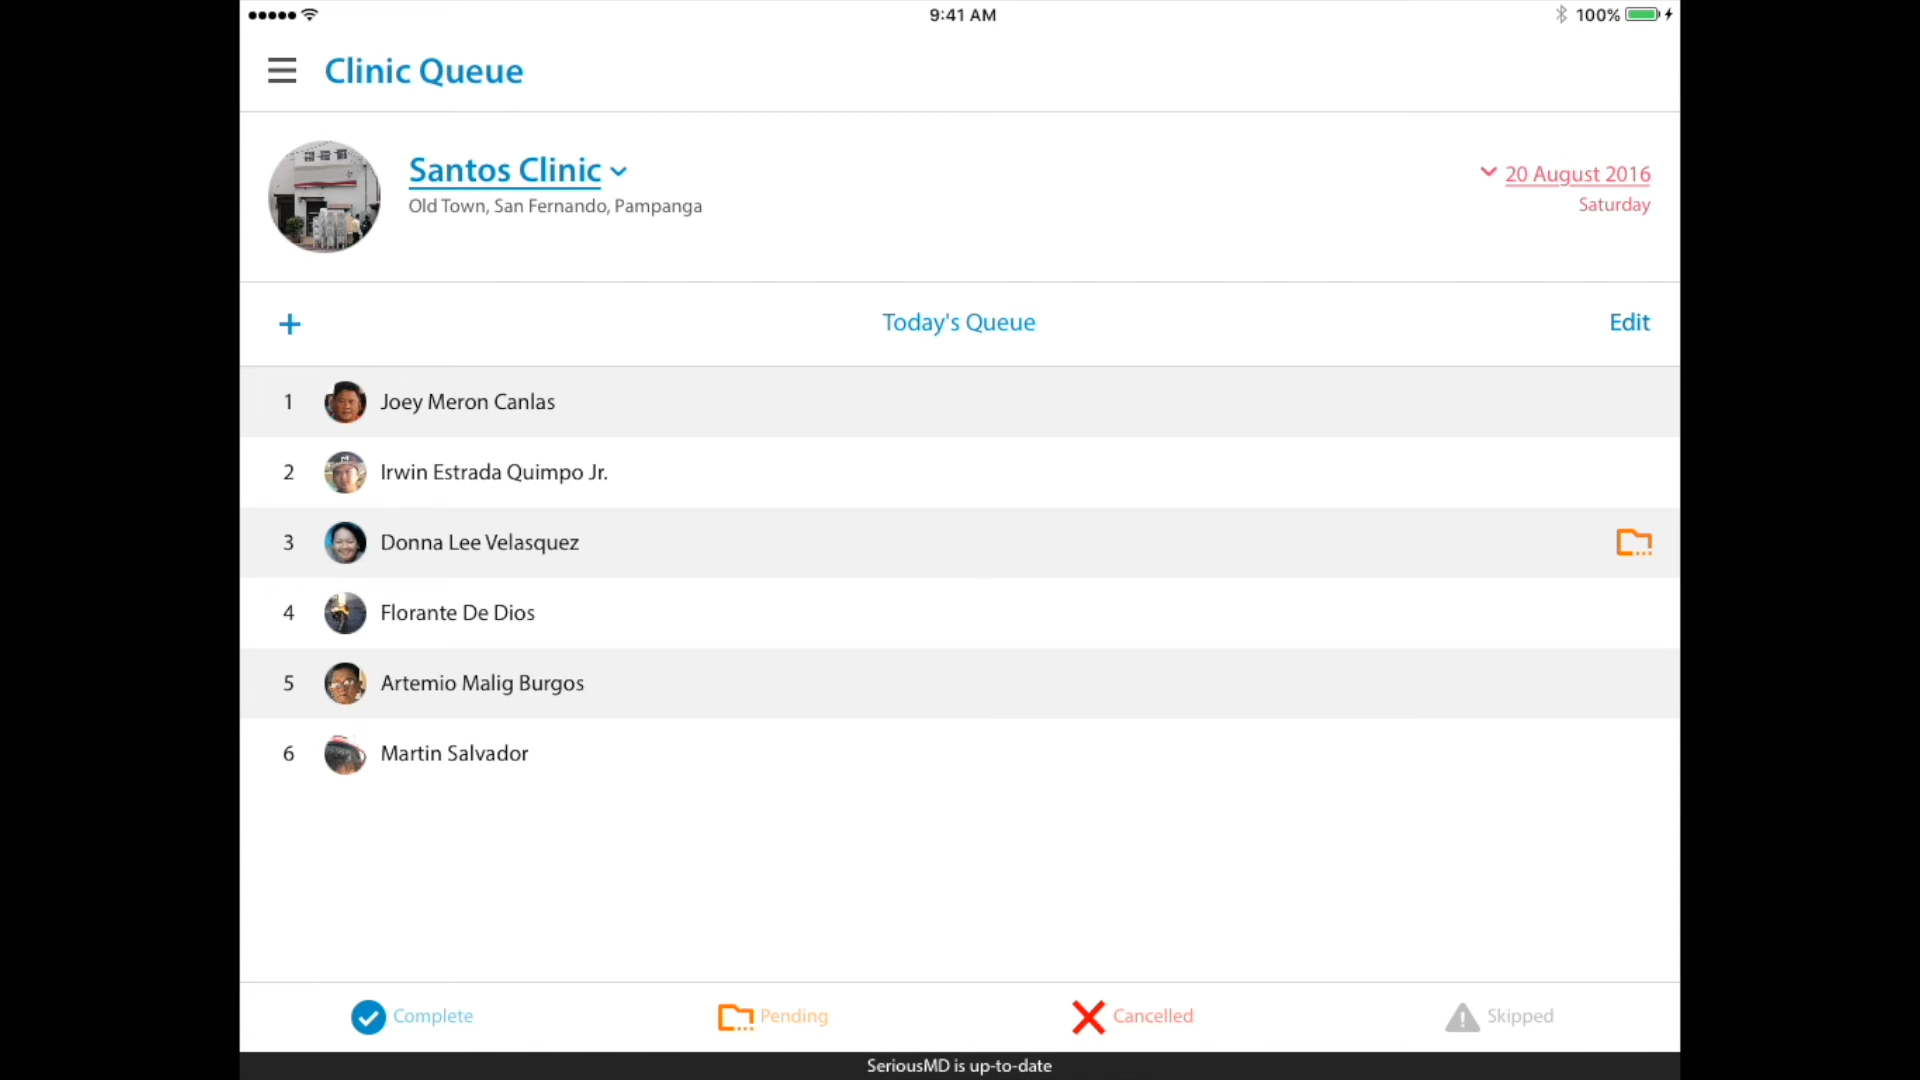 9:41 AM
100%
Clinic Queue
Santos Clinic
Old Town, San Fernando, Pampanga
20 August 2016
Saturday
+ Today's Queue Edit
1 Joey Meron Canlas
2 Irwin Estrada Quimpo Jr.
3 Donna Lee Velasquez
4 Florante De Dios
5 Artemio Malig Burgos
6 Martin Salvador
Complete Pending Cancelled Skipped
SeriousMD is up-to-date